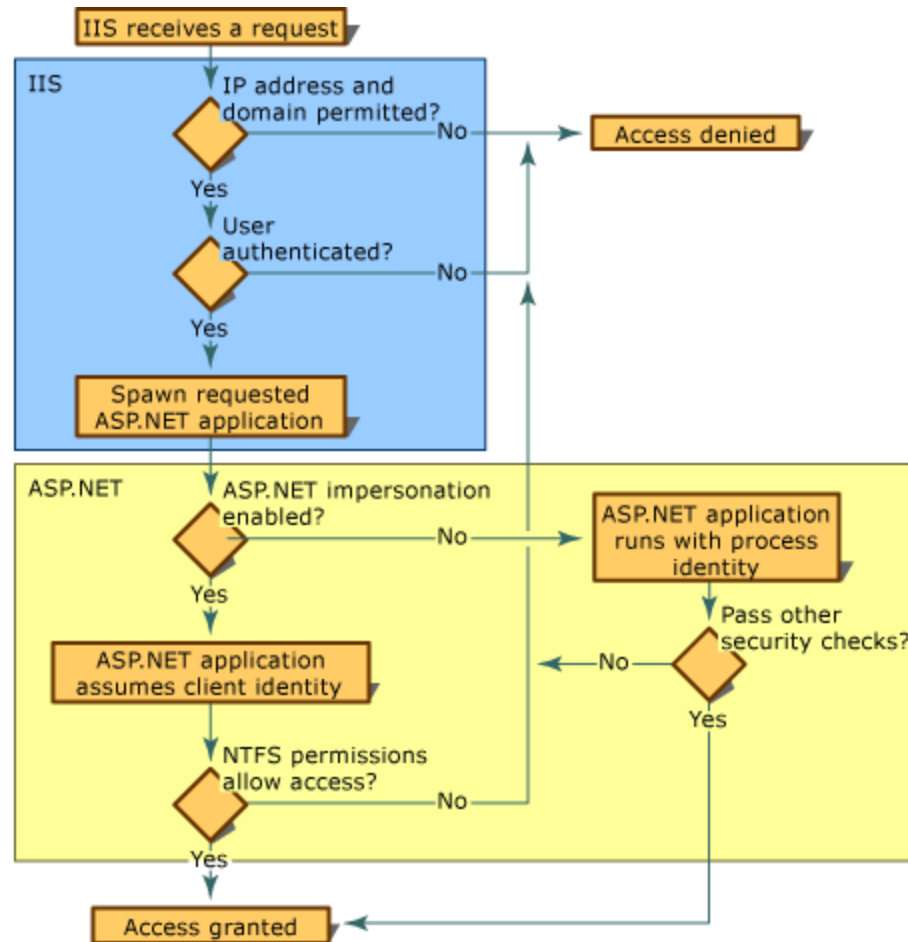 IIS receives a request
IIS
IP address and
domain permitted?
No
Access denied
Yes
User
authenticated?
No
Yes
Spawn requested
ASP.NET application
ASP.NET
ASP.NET impersonation
enabled?
No
ASP.NET application
runs with process
identity
Yes
Pass other
security checks?
No
Yes
ASP.NET application
assumes client identity
NTFS permissions
allow access?
No
Yes
Access granted